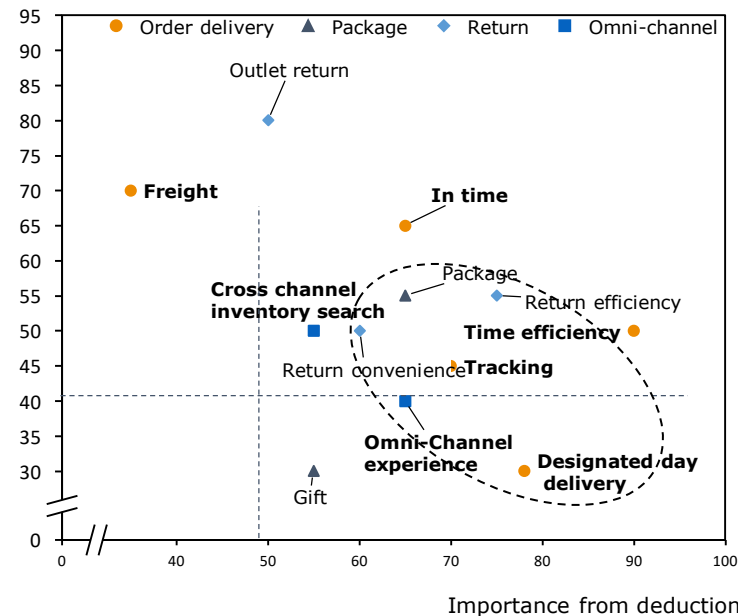 95
Order delivery
Package
Return
Omni-channel
90
85
80
75
70
65
60
55
50
45
40
35
30
0
Outlet return
Freight
In time
Package
Cross channel
inventory search
Return efficiency
Time efficiency
Return convenience
Tracking
Omni-Channel
experience
Designated day
delivery
Gift
0
40
50
60
70
80
90
100
Importance from deduction